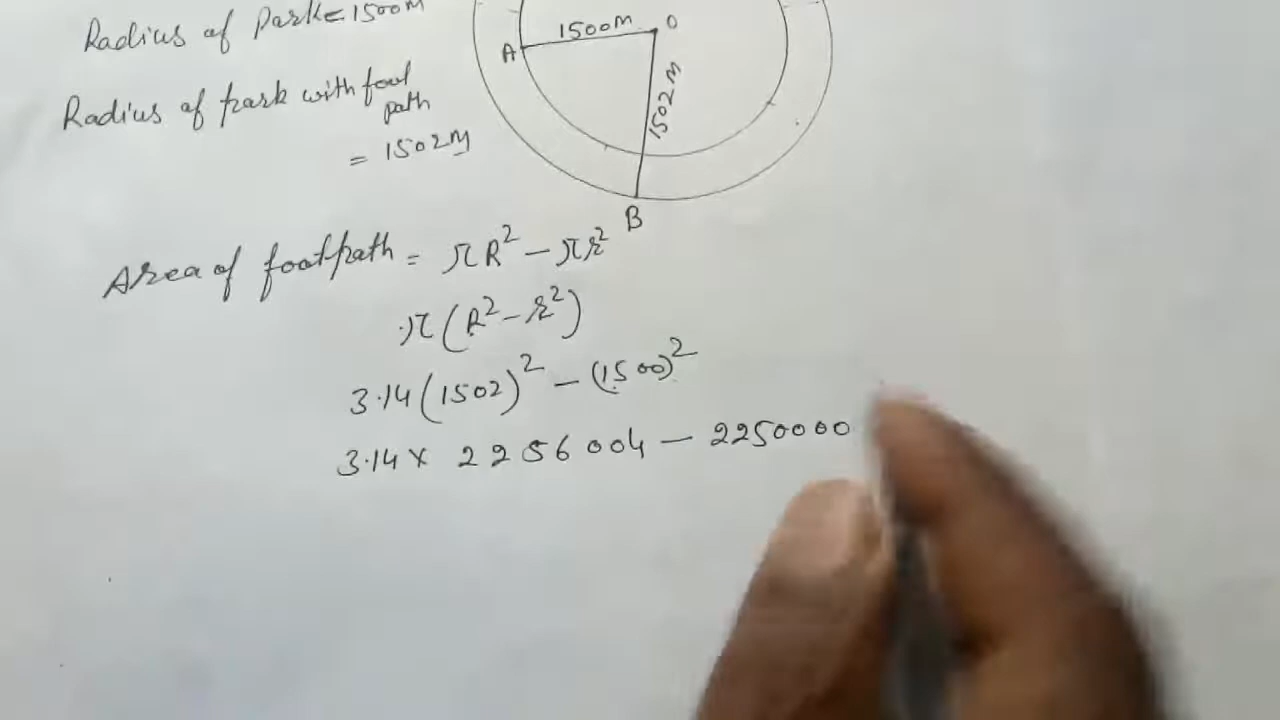 Radius of Park = 1500M
Radius of park with foot
path
= 1502M
1500M
O
A
1502M
B
Area of footpath = πR² - πr²
π(R² - r²)
3.14(1502)² - (1500)²
3.14 x 2256004 - 2250000